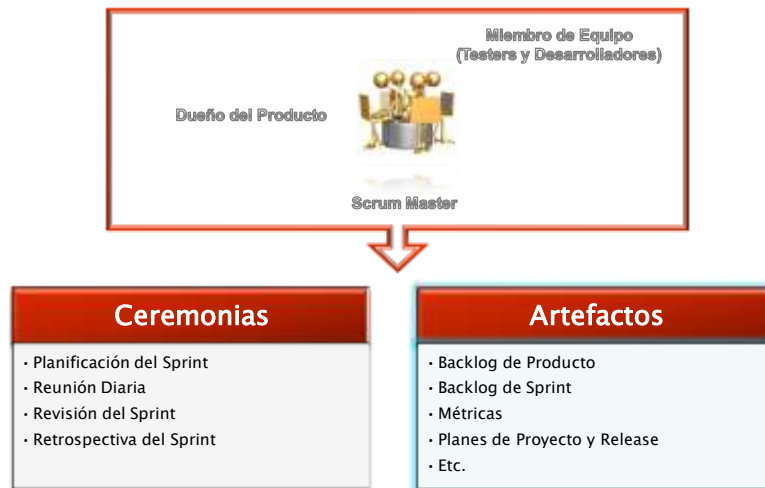 Miembro de Equipo
(Testers y Desarrolladores)
Dueño del Producto
Scrum Master
Ceremonias
· Planificación del Sprint
· Reunión Diaria
· Revisión del Sprint
· Retrospectiva del Sprint
Artefactos
· Backlog de Producto
· Backlog de Sprint
· Métricas
· Planes de Proyecto y Release
· Etc.